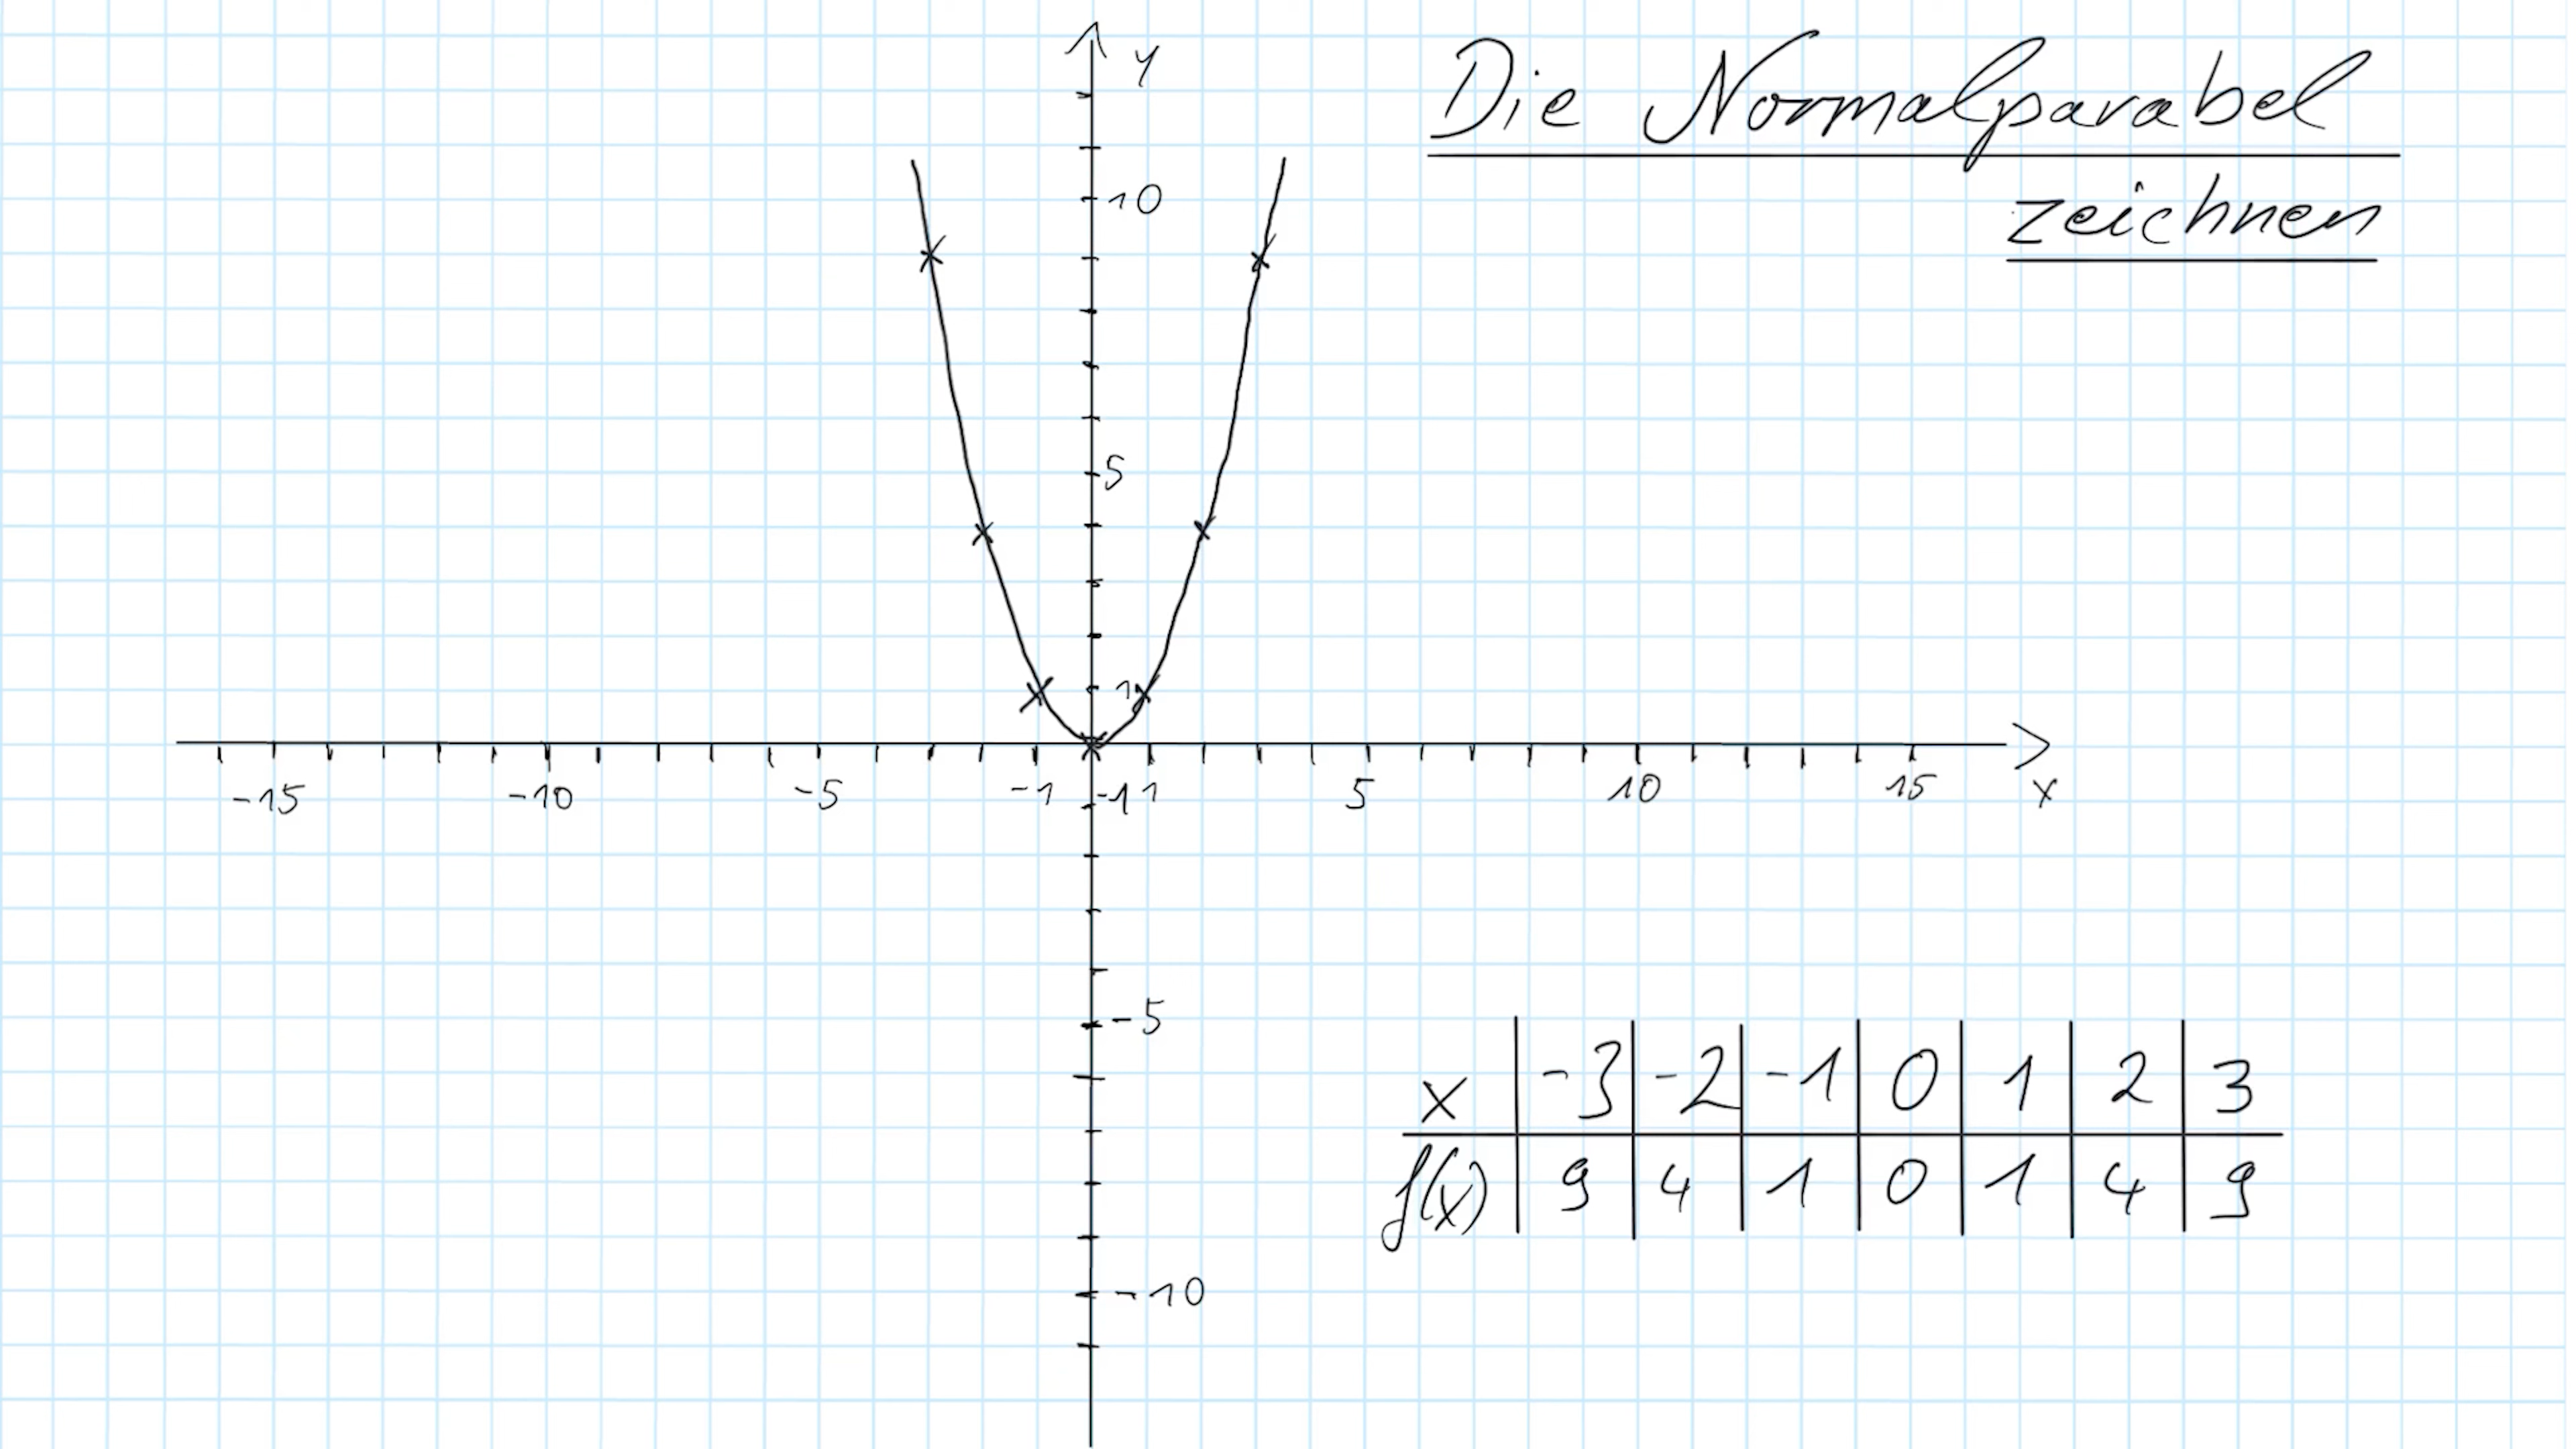 Die Normalparabel
zeichnen
y
10
5
1
-15 -10 -5 -1 -1 1 5 10 15 x
-5
-10
x -3 -2 -1 0 1 2 3
f(x) 9 4 1 0 1 4 9